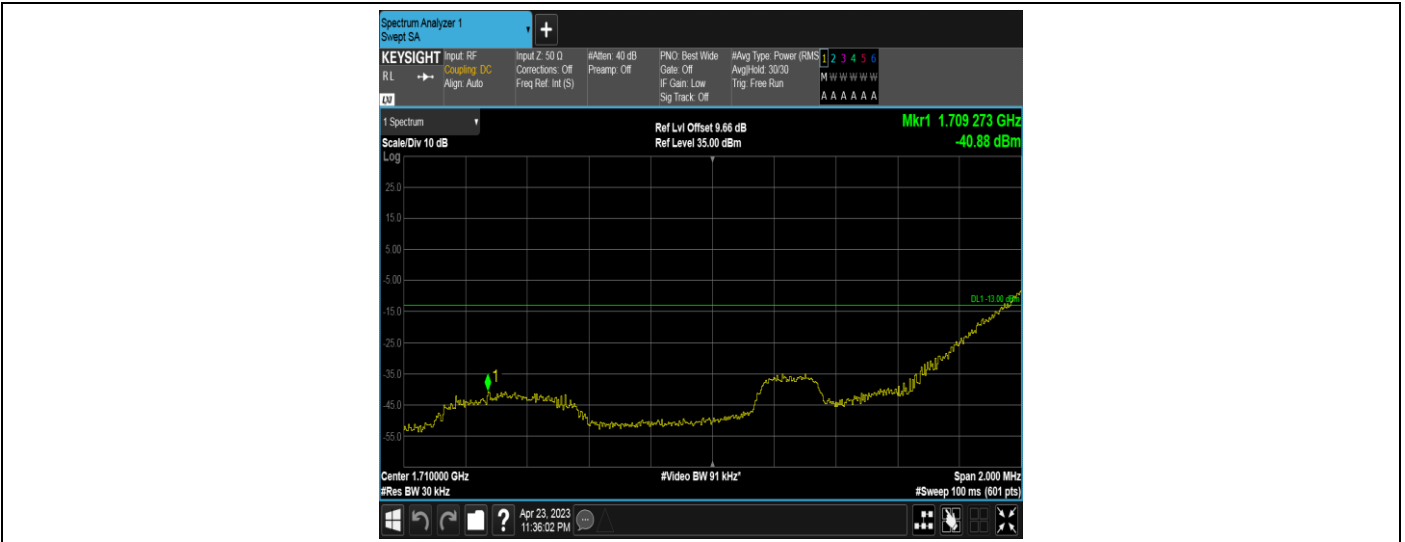 Spectrum Analyzer 1
Swept SA
+
KEYSIGHT Input: RF Input Z: 50 Ω #Atten: 40 dB PNO: Best Wide #Avg Type: Power (RMS 1 2 3 4 5 6
RL Coupling: DC Corrections: Off Preamp: Off Gate: Off Avg|Hold: 30/30 M W W W W W
Align: Auto Freq Ref: Int (S) IF Gain: Low Trig: Free Run
Sig Track: Off A A A A A A
1 Spectrum Ref Lvl Offset 9.66 dB Mkr1 1.709 273 GHz
Scale/Div 10 dB Ref Level 35.00 dBm -40.88 dBm
Log
25.0
15.0
5.00
-5.00
DL1 -13.00 dBm
-15.0
-25.0
-35.0
1
-45.0
-55.0
Center 1.710000 GHz #Video BW 91 kHz* Span 2.000 MHz
#Res BW 30 kHz #Sweep 100 ms (601 pts)
? Apr 23, 2023
11:36:02 PM